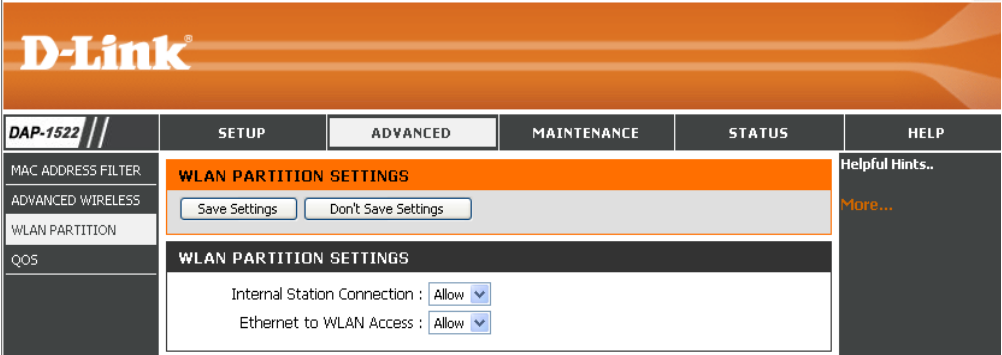 D-Link®
DAP-1522
SETUP
ADVANCED
MAINTENANCE
STATUS
HELP
MAC ADDRESS FILTER
ADVANCED WIRELESS
WLAN PARTITION
QOS
WLAN PARTITION SETTINGS
Save Settings
Don't Save Settings
WLAN PARTITION SETTINGS
Internal Station Connection : Allow
Ethernet to WLAN Access : Allow
Helpful Hints..
More...